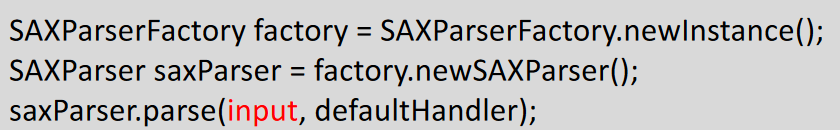 SAXParserFactory factory = SAXParserFactory.newInstance();
SAXParser saxParser = factory.newSAXParser();
saxParser.parse(input, defaultHandler);